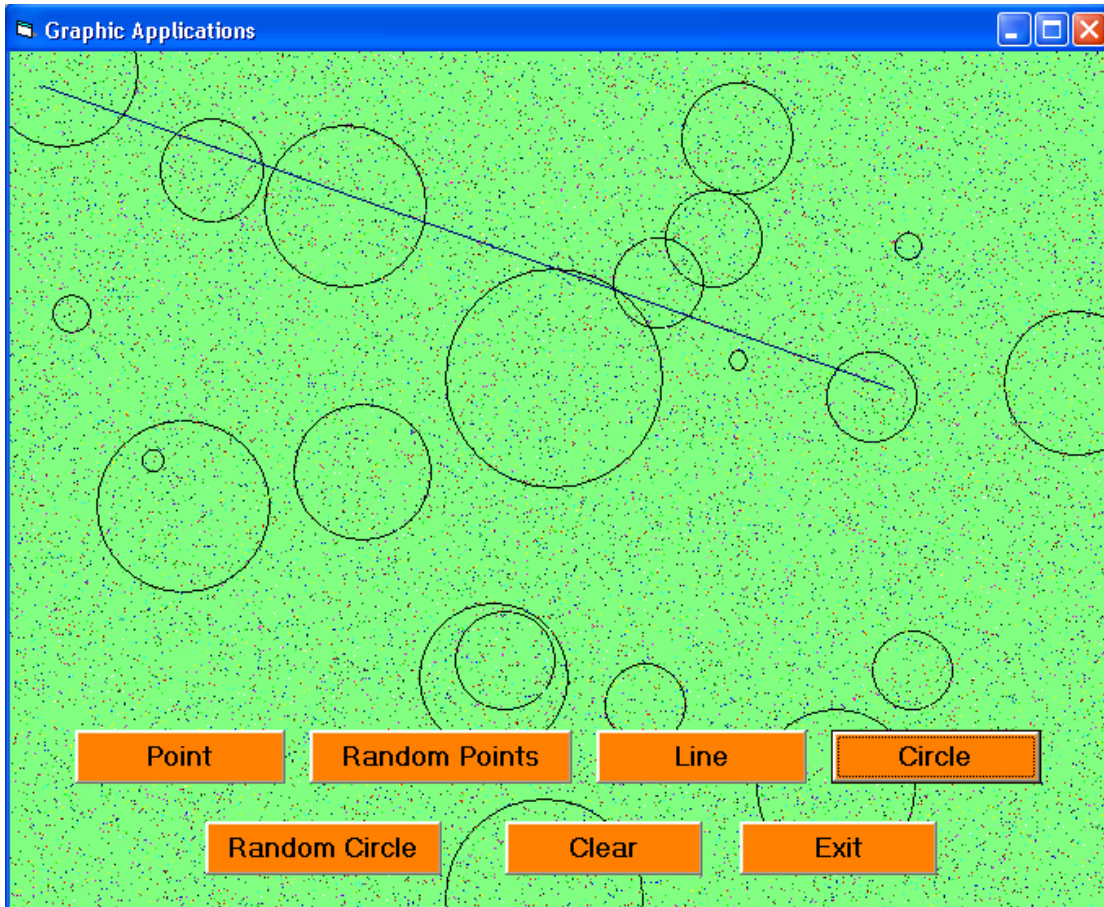 Graphic Applications
Point Random Points Line Circle
Random Circle Clear Exit